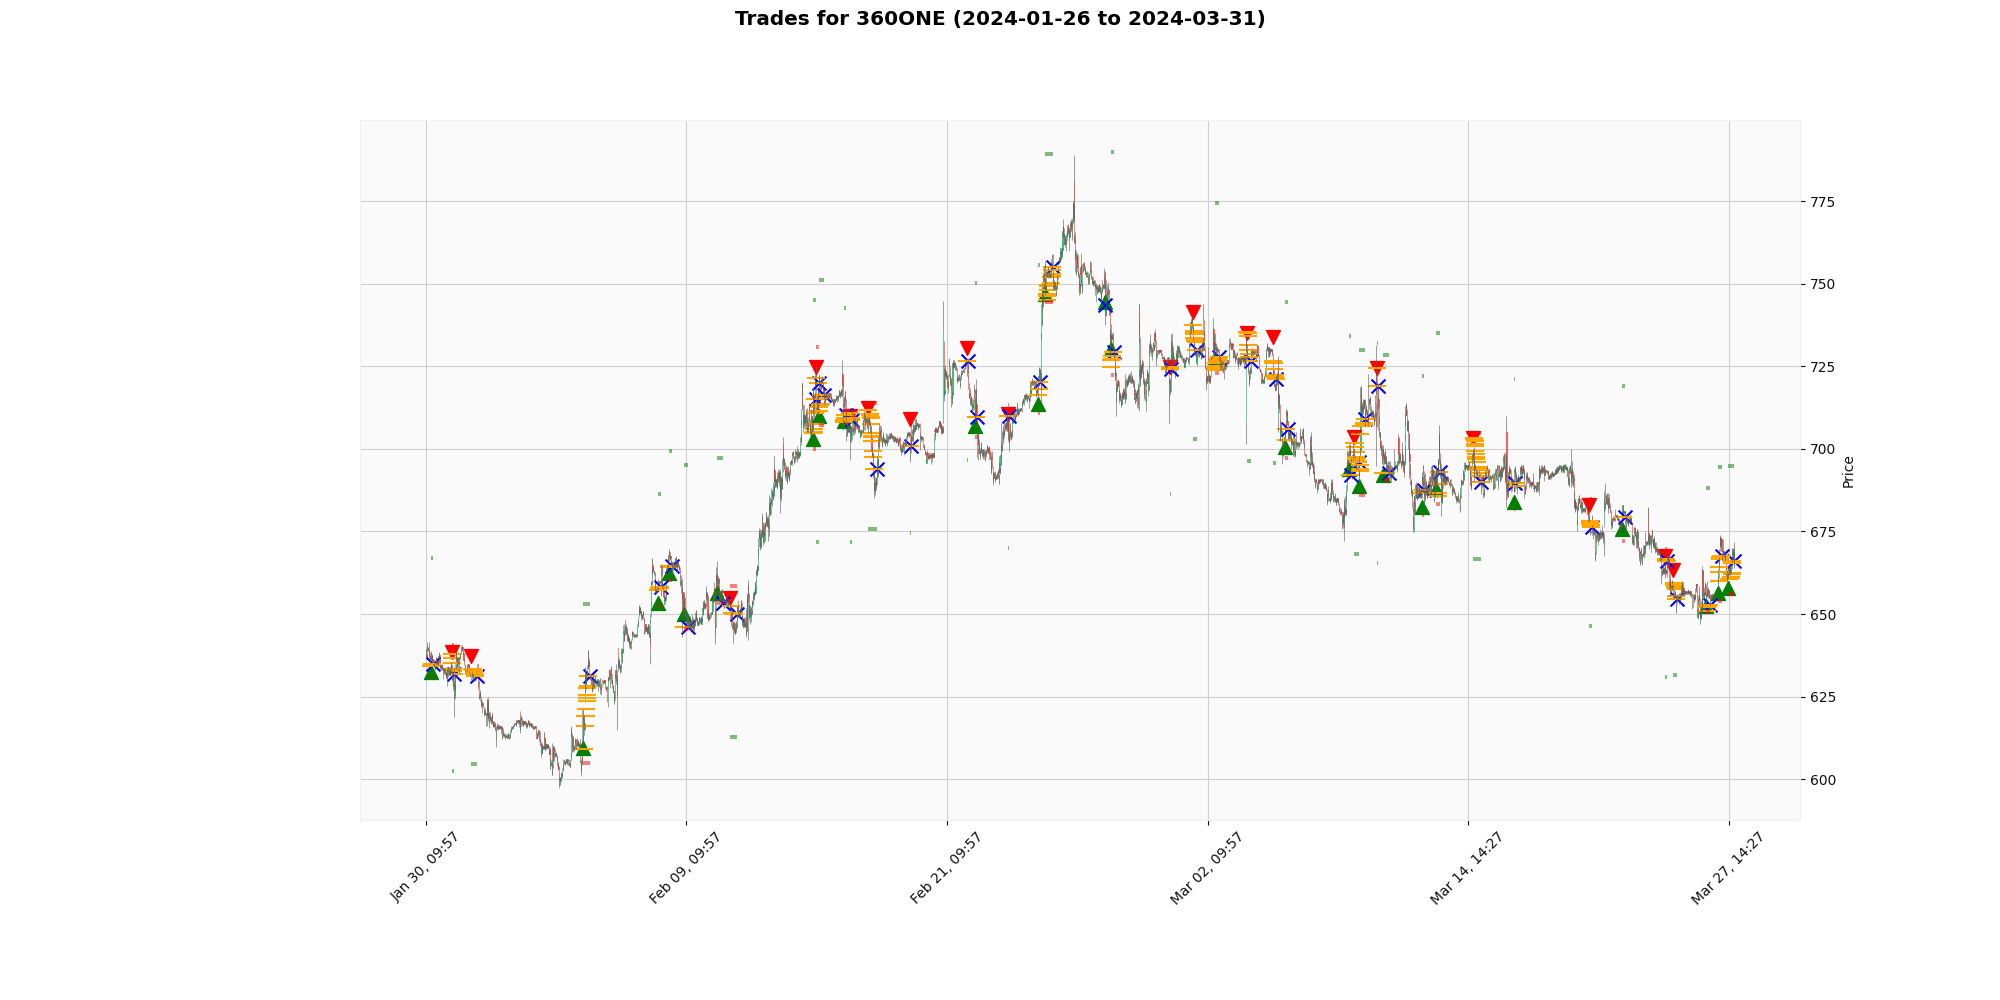 Trades for 360ONE (2024-01-26 to 2024-03-31)
775
750
725
700
675
650
625
600
Price
Jan 30, 09:57
Feb 09, 09:57
Feb 21, 09:57
Mar 02, 09:57
Mar 14, 14:27
Mar 27, 14:27